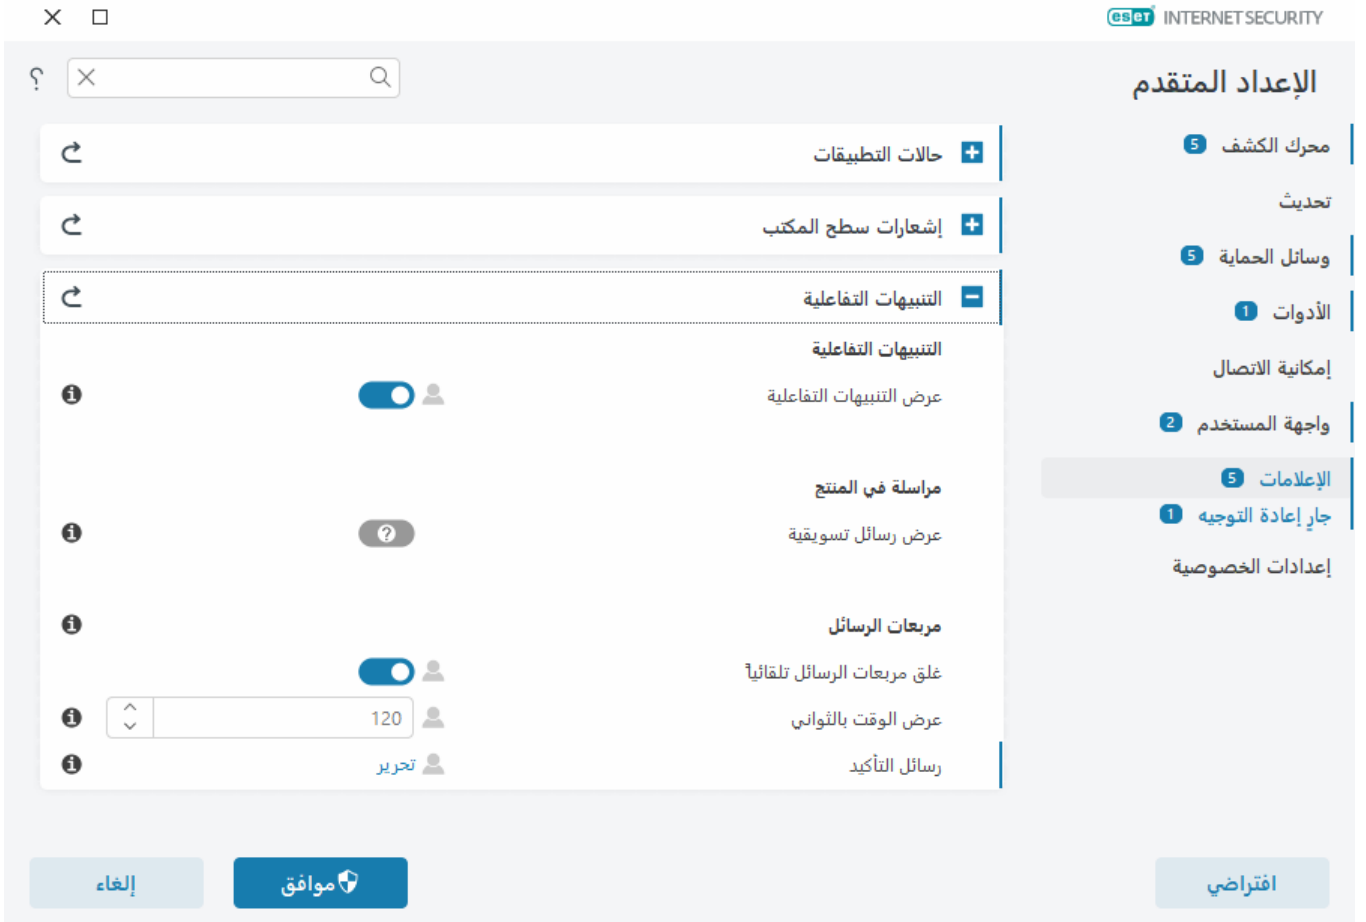 eset INTERNET SECURITY
الإعداد المتقدم
؟
محرك الكشف 5
تحديث
وسائل الحماية 5
الأدوات 1
إمكانية الاتصال
واجهة المستخدم 2
الإعلامات 5
جارٍ إعادة التوجيه 1
إعدادات الخصوصية
حالات التطبيقات
إشعارات سطح المكتب
التنبيهات التفاعلية
التنبيهات التفاعلية
عرض التنبيهات التفاعلية
مراسلة في المنتج
عرض رسائل تسويقية
مربعات الرسائل
غلق مربعات الرسائل تلقائياً
عرض الوقت بالثواني 120
رسائل التأكيد تحرير
افتراضي
موافق
إلغاء